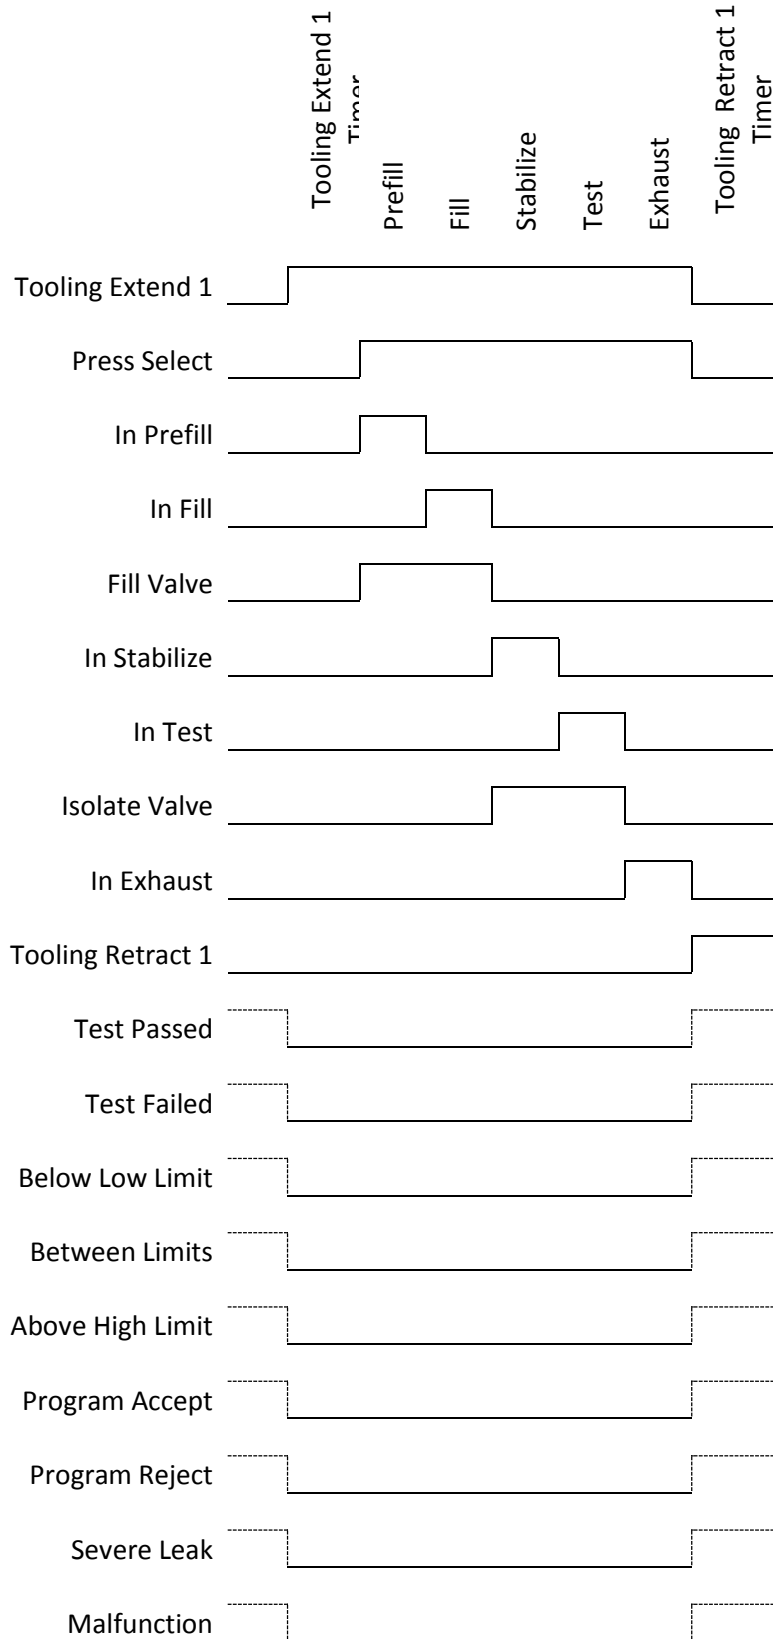 Tooling Extend 1
Timer
Prefill
Fill
Stabilize
Test
Exhaust
Tooling Retract 1
Timer
Tooling Extend 1
Press Select
In Prefill
In Fill
Fill Valve
In Stabilize
In Test
Isolate Valve
In Exhaust
Tooling Retract 1
Test Passed
Test Failed
Below Low Limit
Between Limits
Above High Limit
Program Accept
Program Reject
Severe Leak
Malfunction